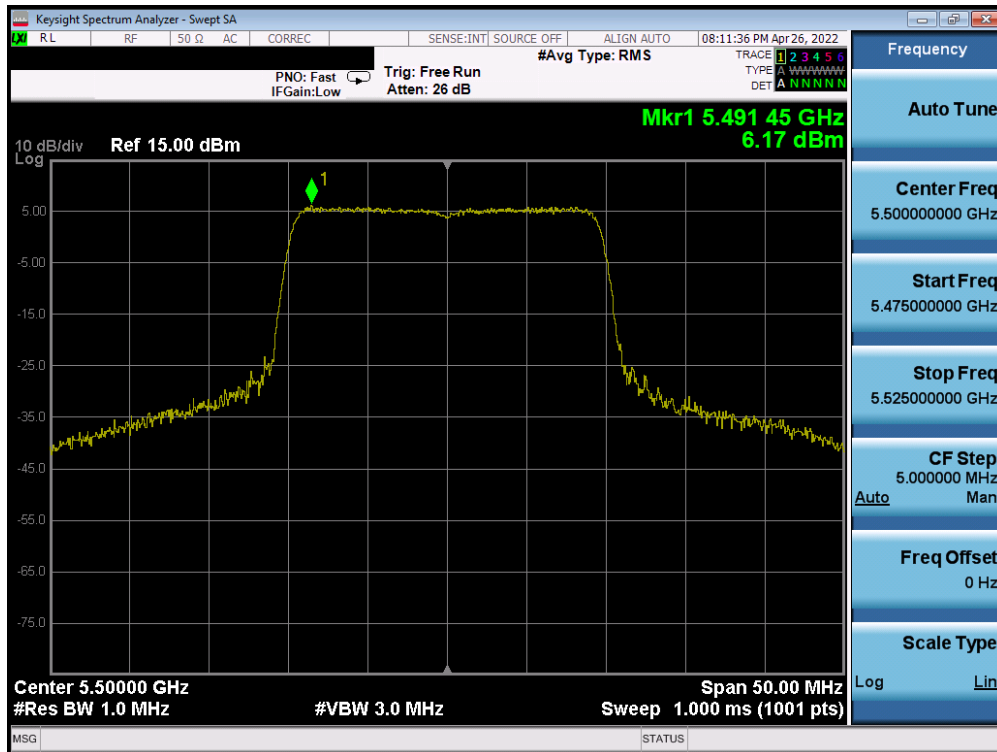 Keysight Spectrum Analyzer - Swept SA
LXI RL RF 50 Ω AC CORREC SENSE:INT SOURCE OFF ALIGN AUTO 08:11:36 PM Apr 26, 2022
#Avg Type: RMS
TRACE 1 2 3 4 5 6
PNO: Fast Trig: Free Run
TYPE A WWWWWW
IFGain:Low Atten: 26 dB
DET A N N N N N
Mkr1 5.491 45 GHz
6.17 dBm
10 dB/div Ref 15.00 dBm
Log
1
5.00
-5.00
-15.0
-25.0
-35.0
-45.0
-55.0
-65.0
-75.0
Center 5.50000 GHz Span 50.00 MHz
#Res BW 1.0 MHz #VBW 3.0 MHz Sweep 1.000 ms (1001 pts)
MSG STATUS
Frequency
Auto Tune
Center Freq
5.500000000 GHz
Start Freq
5.475000000 GHz
Stop Freq
5.525000000 GHz
CF Step
5.000000 MHz
Auto Man
Freq Offset
0 Hz
Scale Type
Log Lin